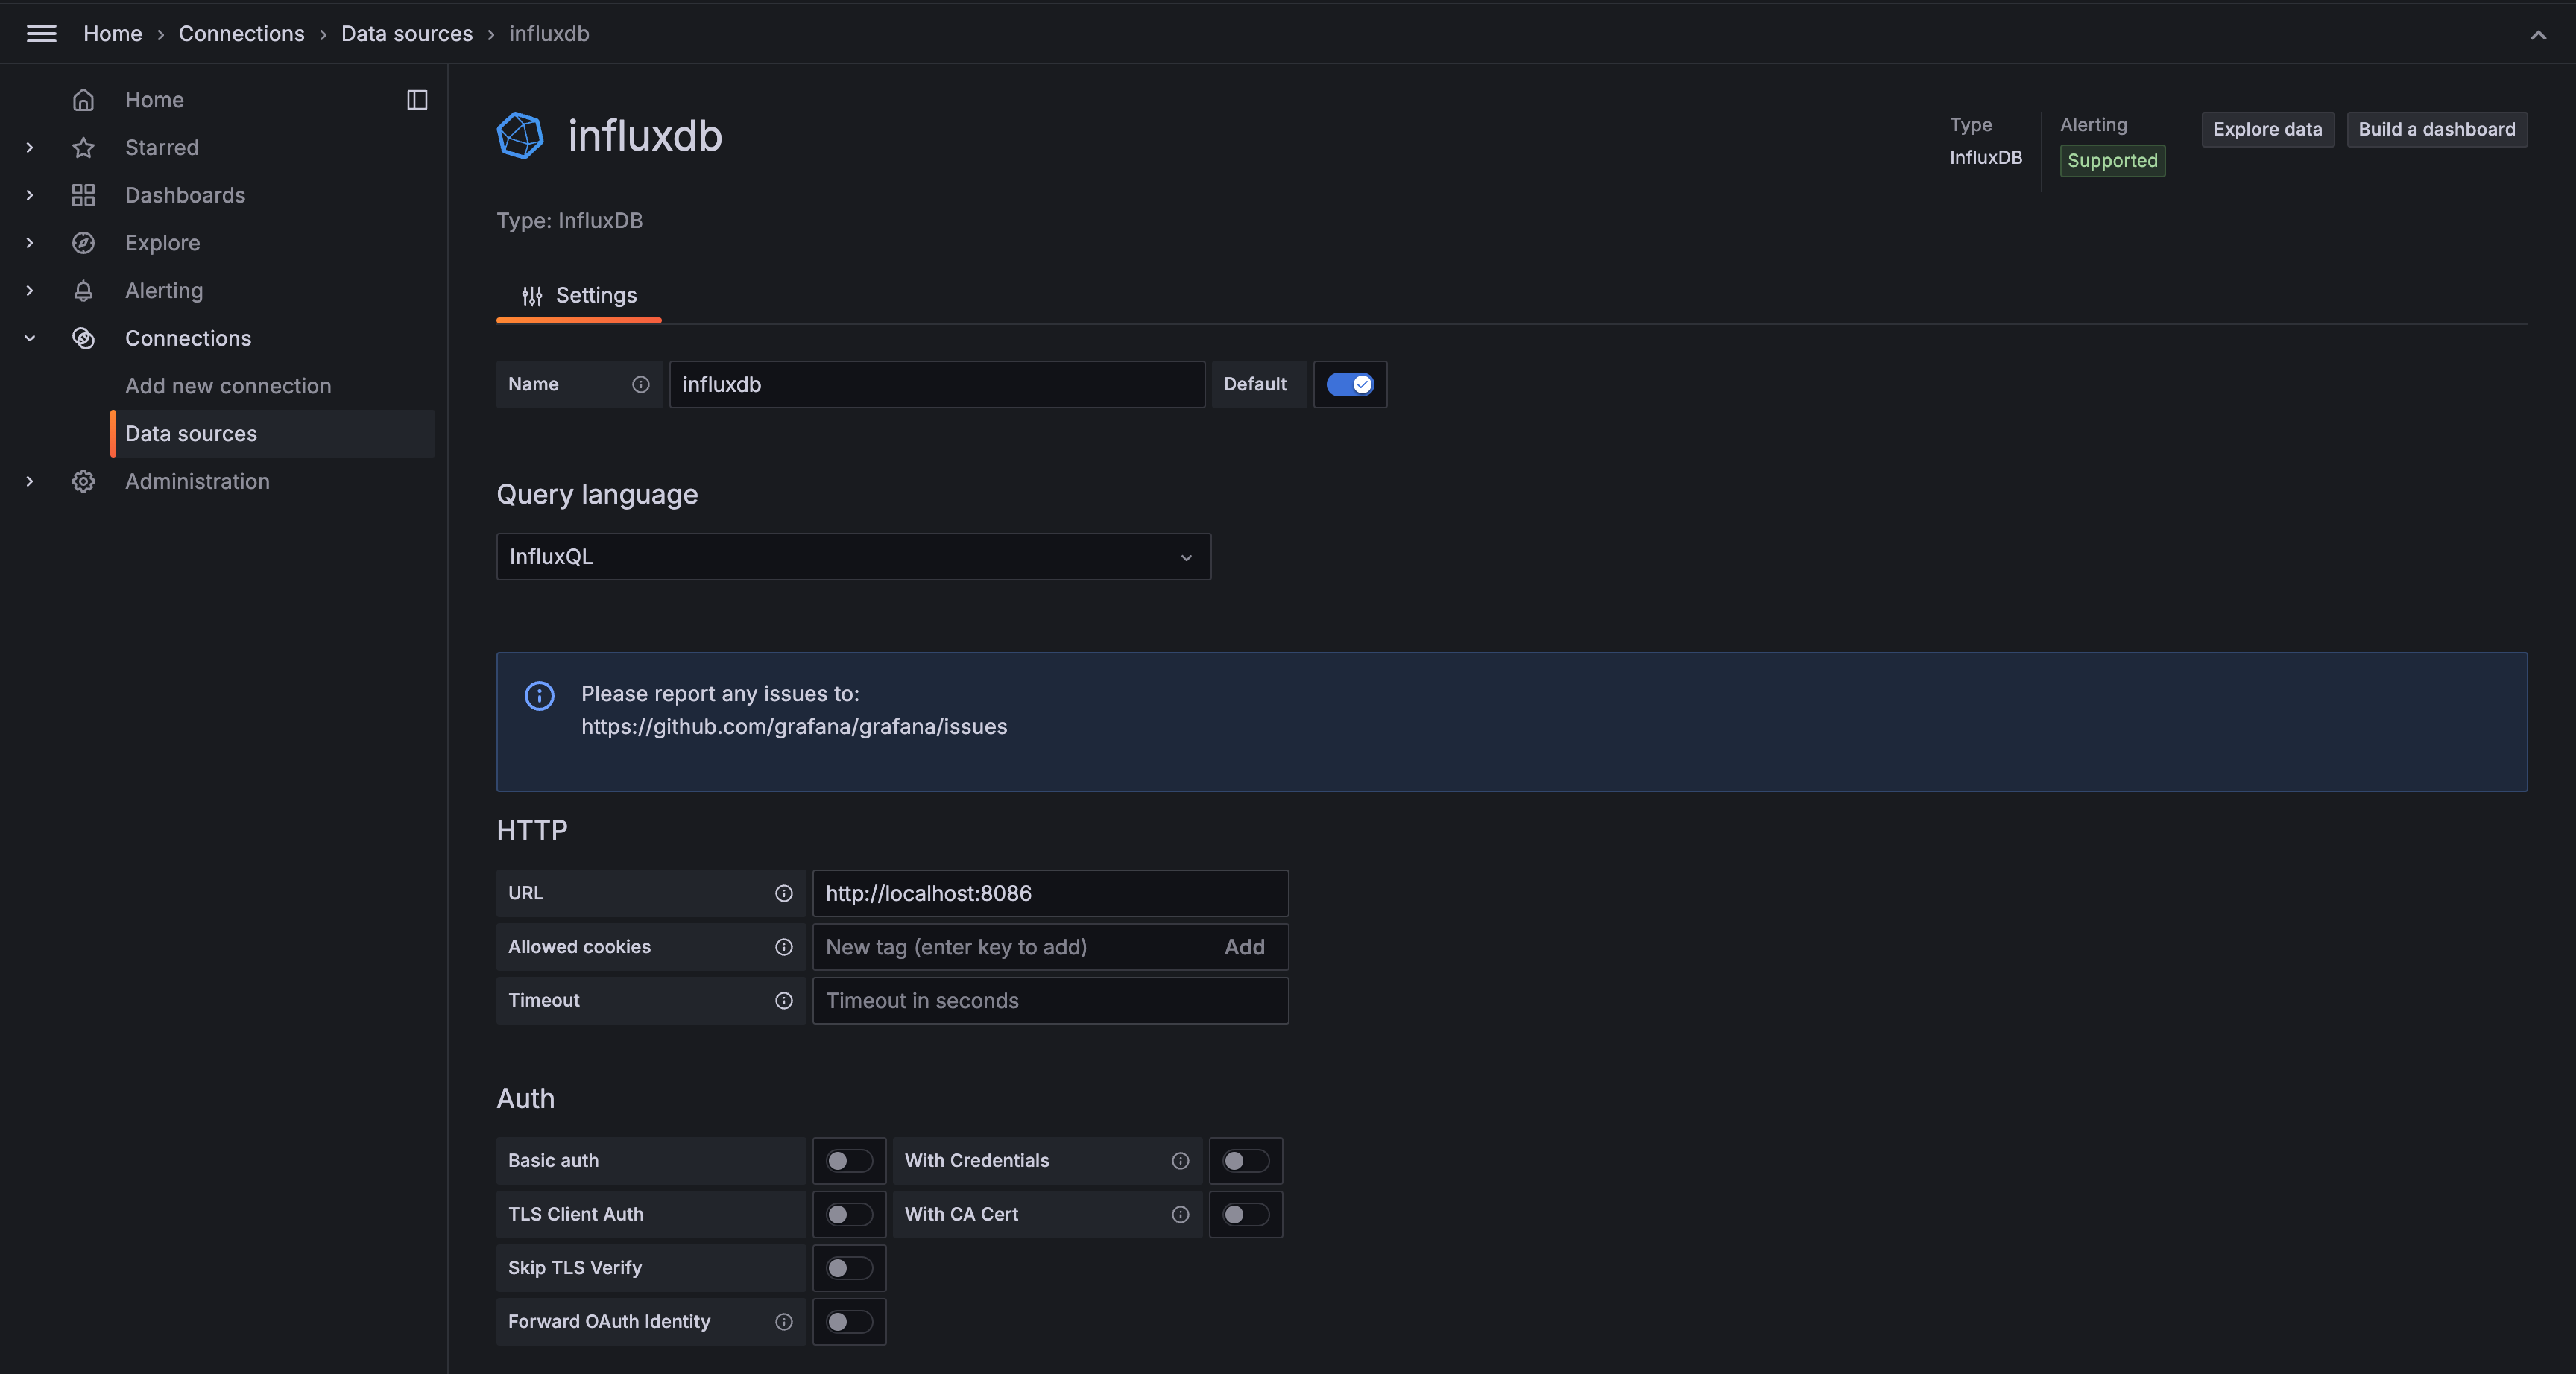 Home › Connections › Data sources › influxdb
Home
Starred
Dashboards
Explore
Alerting
Connections
Add new connection
Data sources
Administration
influxdb
Type
InfluxDB
Alerting
Supported
Explore data
Build a dashboard
Type: InfluxDB
Settings
Name influxdb Default
Query language
InfluxQL
Please report any issues to:
https://github.com/grafana/grafana/issues
HTTP
URL http://localhost:8086
Allowed cookies New tag (enter key to add) Add
Timeout Timeout in seconds
Auth
Basic auth With Credentials
TLS Client Auth With CA Cert
Skip TLS Verify
Forward OAuth Identity